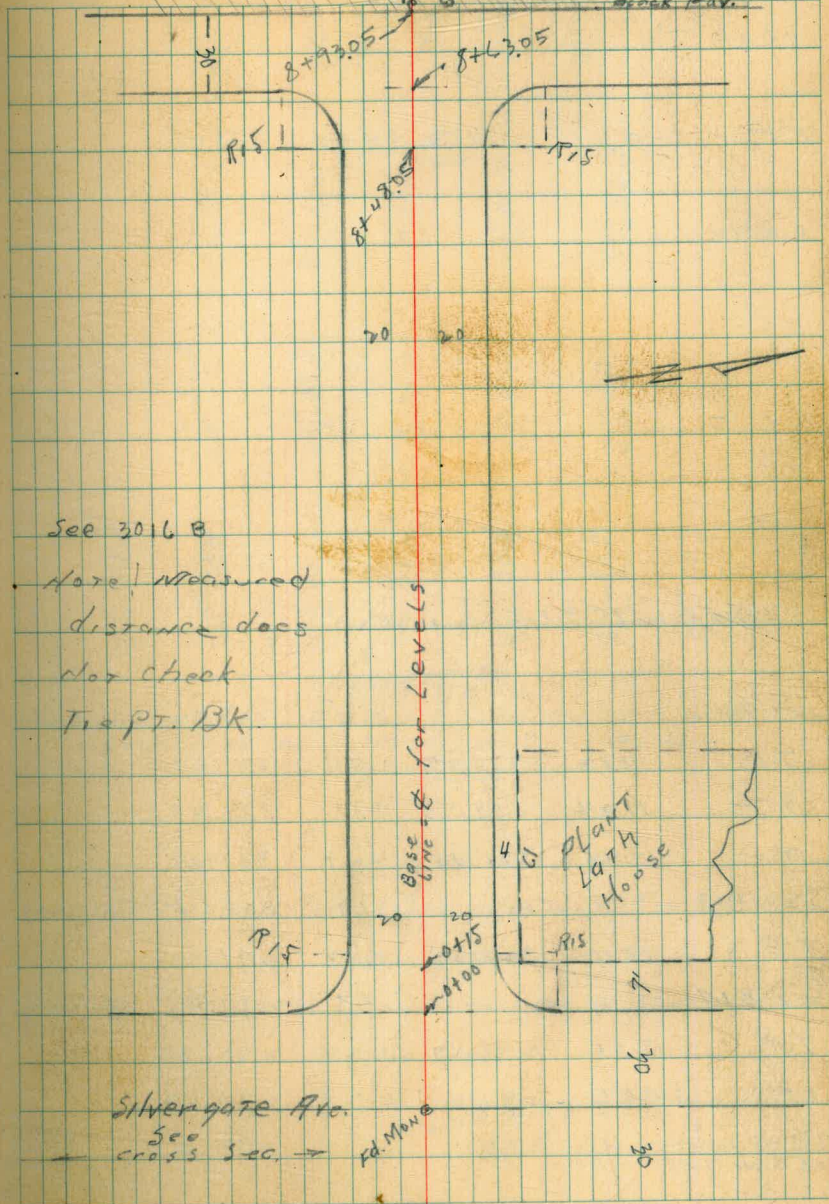 30
8+93.05
8+63.05
R15
R15
8+48.05
20 20
See 3016 B
Note! Measured
distance does
Not check
Tie PT. BK.
Base
Line
for Levels
4
PLANT
LATH
HOUSE
20 20
R15
0+15
R15
0+00
30
Silvergate Ave.
See
cross Sec.
Fd. Mon
30